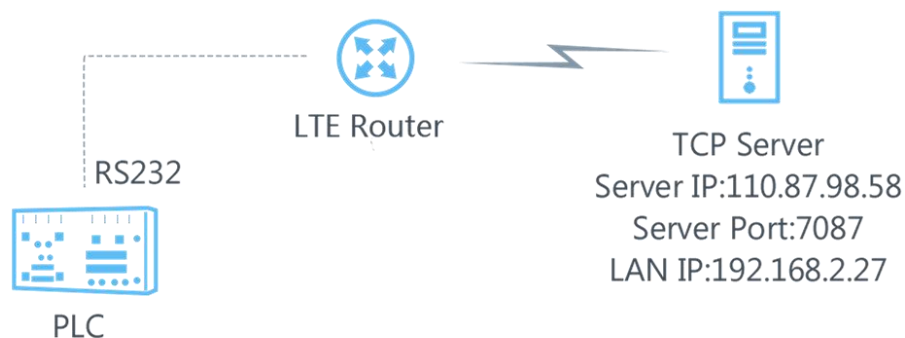 LTE Router
RS232
PLC
TCP Server
Server IP:110.87.98.58
Server Port:7087
LAN IP:192.168.2.27